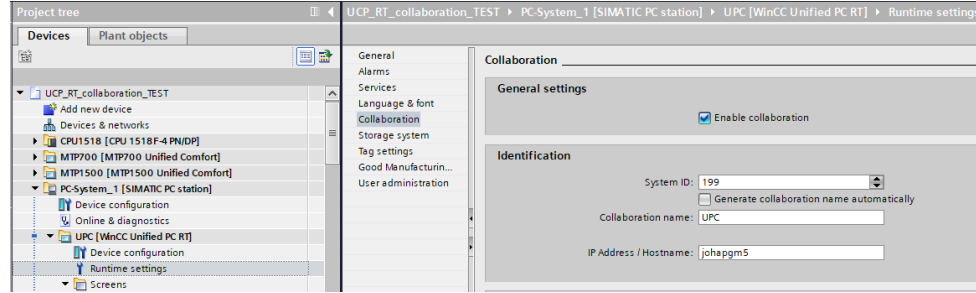 Project tree
Devices
Plant objects
UCP_RT_collaboration_TEST
Add new device
Devices & networks
CPU1518 [CPU 1518F-4 PN/DP]
MTP700 [MTP700 Unified Comfort]
MTP1500 [MTP1500 Unified Comfort]
PC-System_1 [SIMATIC PC station]
Device configuration
Online & diagnostics
UPC [WinCC Unified PC RT]
Device configuration
Runtime settings
Screens
UCP_RT_collaboration_TEST PC-System_1 [SIMATIC PC station] UPC [WinCC Unified PC RT] Runtime settings
General
Alarms
Services
Language & font
Collaboration
Storage system
Tag settings
Good Manufacturin...
User administration
Collaboration
General settings
Enable collaboration
Identification
System ID: 199
Generate collaboration name automatically
Collaboration name: UPC
IP Address / Hostname: johapgm5